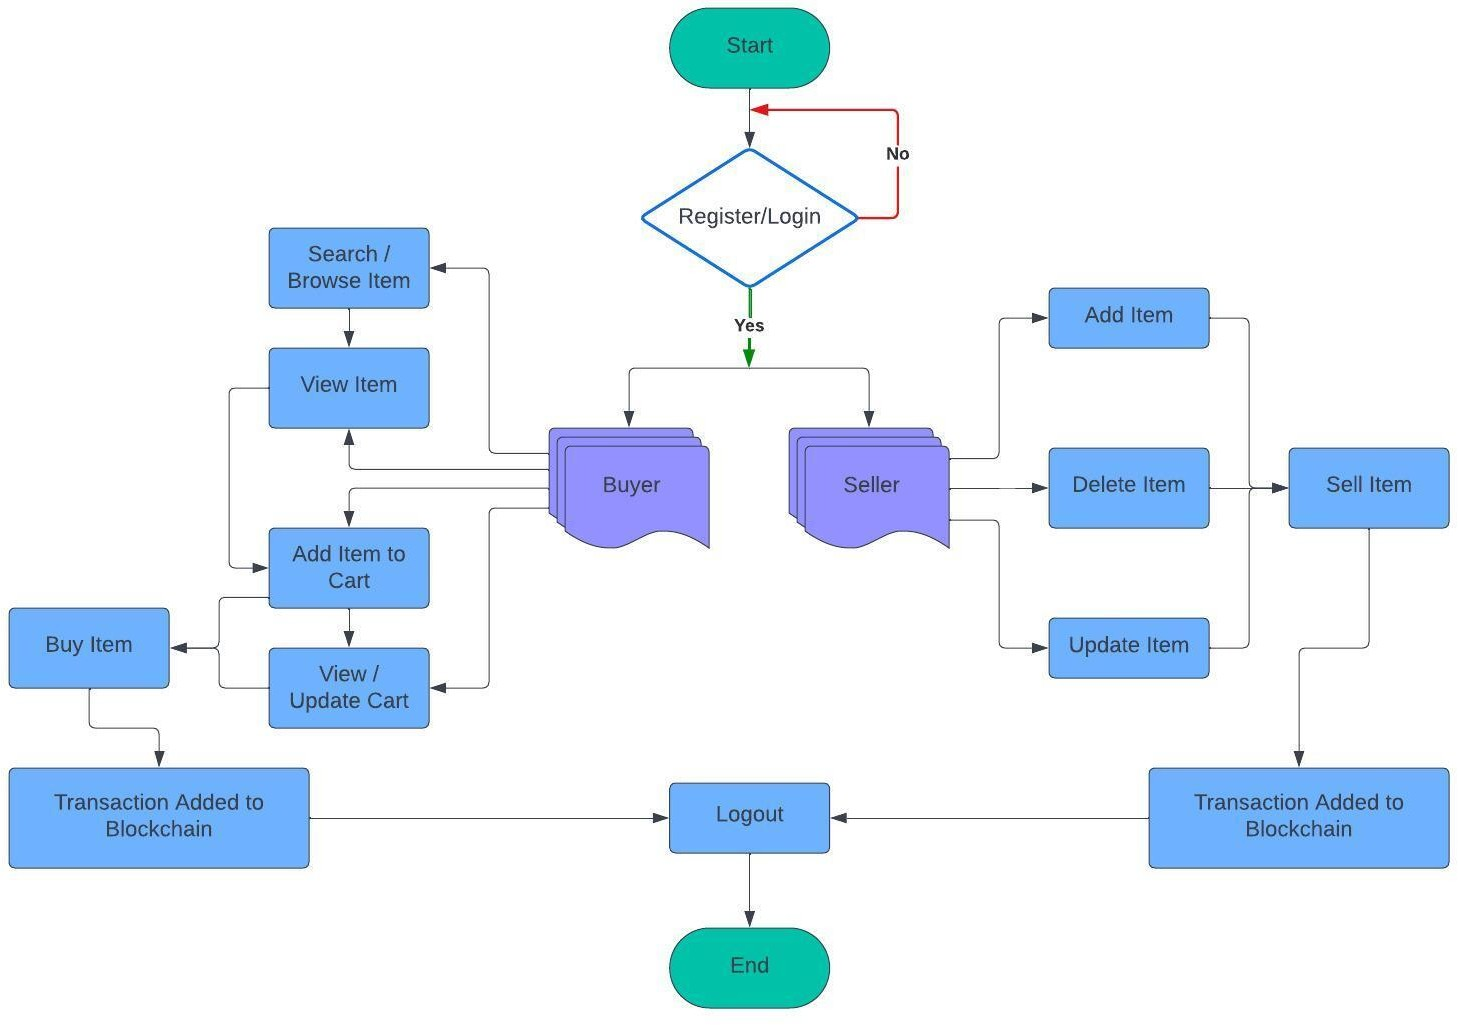 Start
No
Register/Login
Yes
Search /
Browse Item
View Item
Add Item to
Cart
View /
Update Cart
Buy Item
Buyer
Seller
Add Item
Delete Item
Update Item
Sell Item
Transaction Added to
Blockchain
Logout
Transaction Added to
Blockchain
End